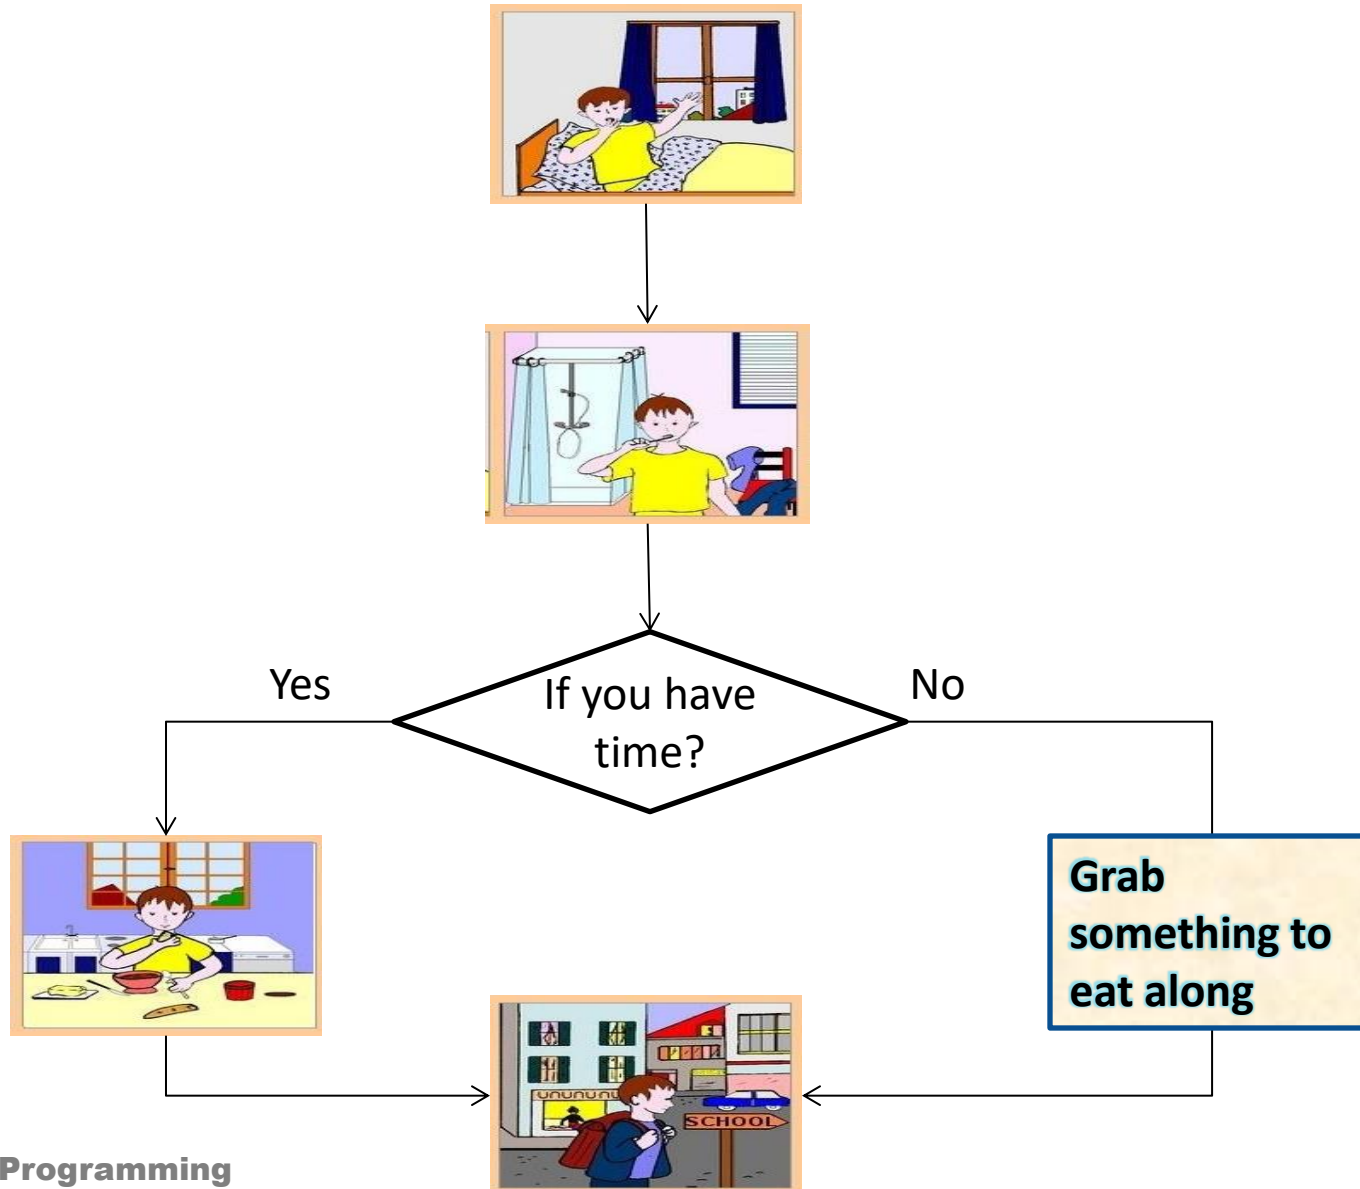 Yes
If you have
time?
No
Grab
something to
eat along
SCHOOL
Programming